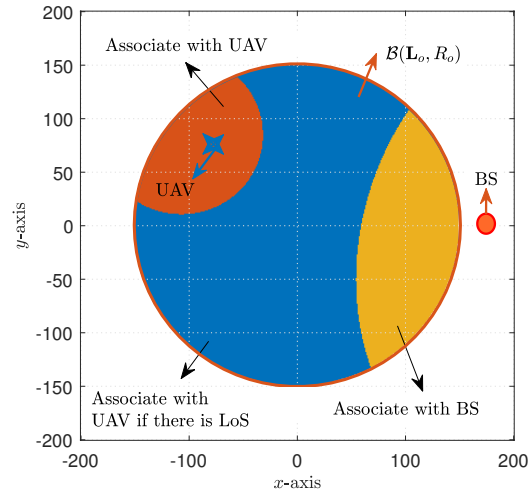 200
150
100
50
0
-50
-100
-150
-200
-200
-100
0
100
200
x-axis
y-axis
Associate with UAV
B(L_o, R_o)
UAV
BS
Associate with
UAV if there is LoS
Associate with BS